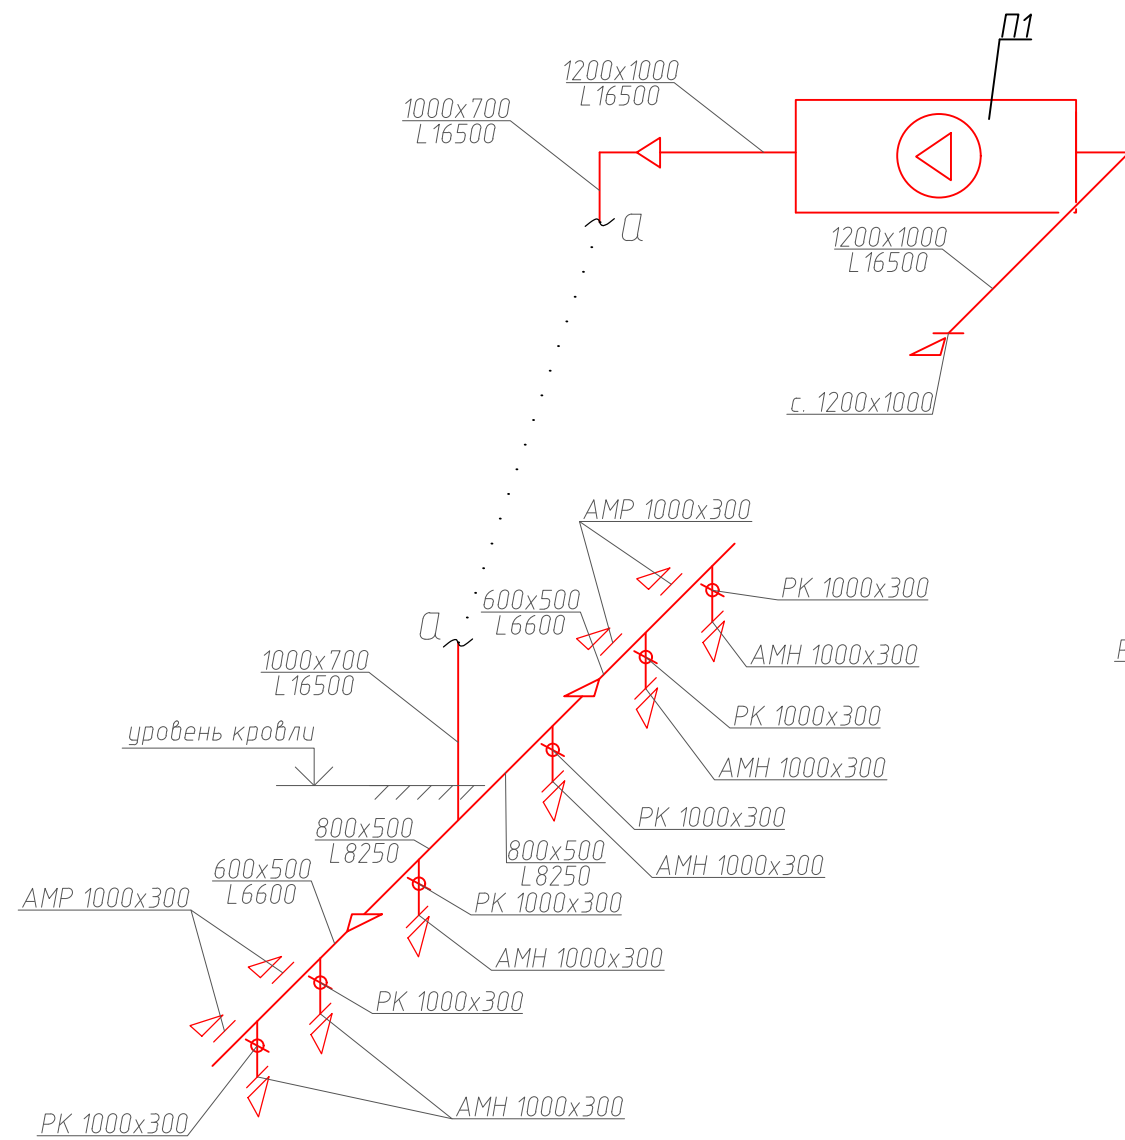 П1
1200х1000
L16500
1000х700
L16500
а
1200х1000
L16500
с. 1200х1000
АМР 1000х300
РК 1000х300
600х500
L6600
а
АМН 1000х300
1000х700
L16500
РК 1000х300
уровень кровли
АМН 1000х300
РК 1000х300
800х500
L8250
800х500
L8250
АМН 1000х300
600х500
L6600
АМР 1000х300
РК 1000х300
АМН 1000х300
РК 1000х300
АМН 1000х300
РК 1000х300